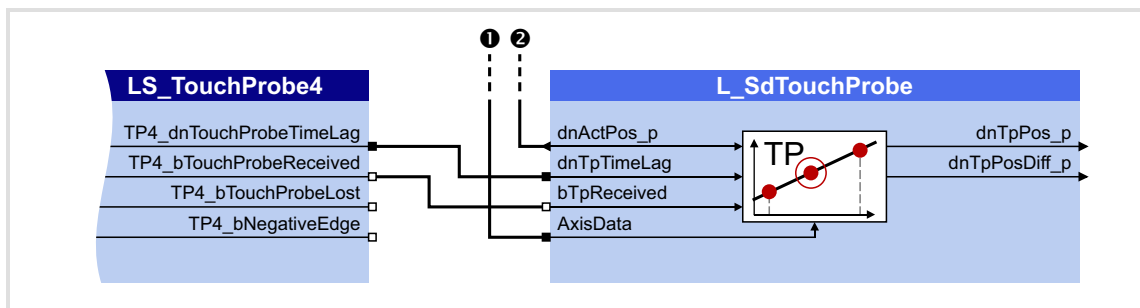 ❶ ❷
LS_TouchProbe4
TP4_dnTouchProbeTimeLag
TP4_bTouchProbeReceived
TP4_bTouchProbeLost
TP4_bNegativeEdge
L_SdTouchProbe
dnActPos_p
dnTpTimeLag
bTpReceived
AxisData
TP
dnTpPos_p
dnTpPosDiff_p